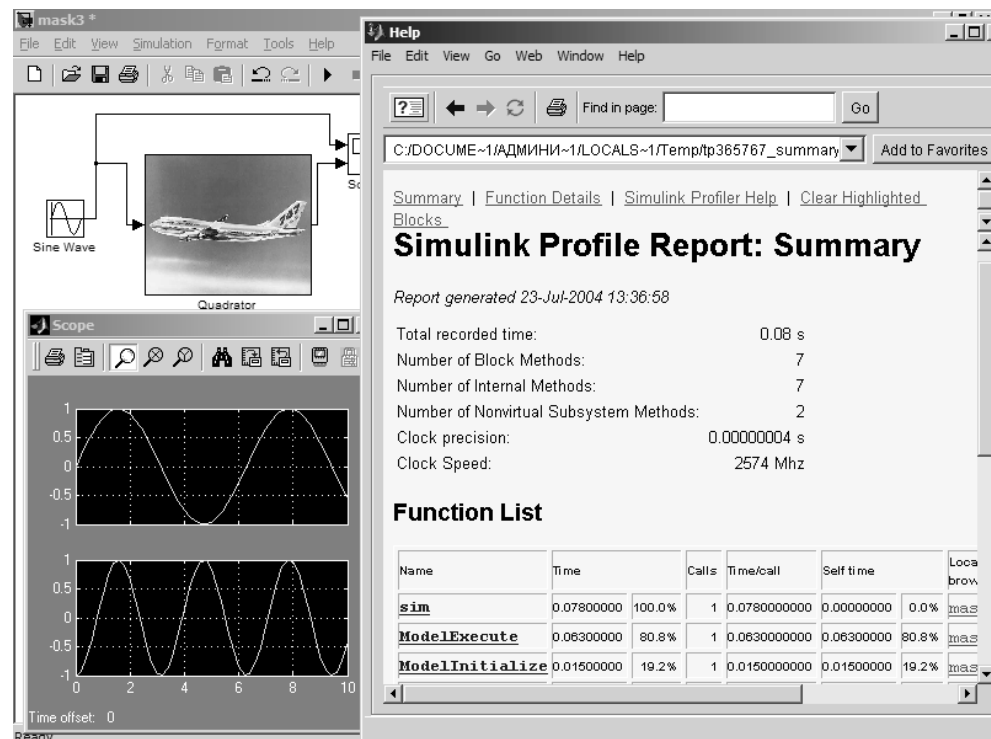 mask3 *
File Edit View Simulation Format Tools Help
Sine Wave
Quadrator
Scope
1
0.5
0
-0.5
-1
1
0.5
0
-0.5
-1
0 2 4 6 8 10
Time offset: 0
Ready
Help
File Edit View Go Web Window Help
Find in page:
Go
C:/DOCUME~1/АДМИНИ~1/LOCALS~1/Temp/tp365767_summary
Add to Favorites
Summary | Function Details | Simulink Profiler Help | Clear Highlighted
Blocks
Simulink Profile Report: Summary
Report generated 23-Jul-2004 13:36:58
Total recorded time: 0.08 s
Number of Block Methods: 7
Number of Internal Methods: 7
Number of Nonvirtual Subsystem Methods: 2
Clock precision: 0.00000004 s
Clock Speed: 2574 Mhz
Function List
Name Time Calls Time/call Self time Loca
brow
sim 0.07800000 100.0% 1 0.0780000000 0.00000000 0.0% mas
ModelExecute 0.06300000 80.8% 1 0.0630000000 0.06300000 80.8% mas
ModelInitialize 0.01500000 19.2% 1 0.0150000000 0.01500000 19.2% mas